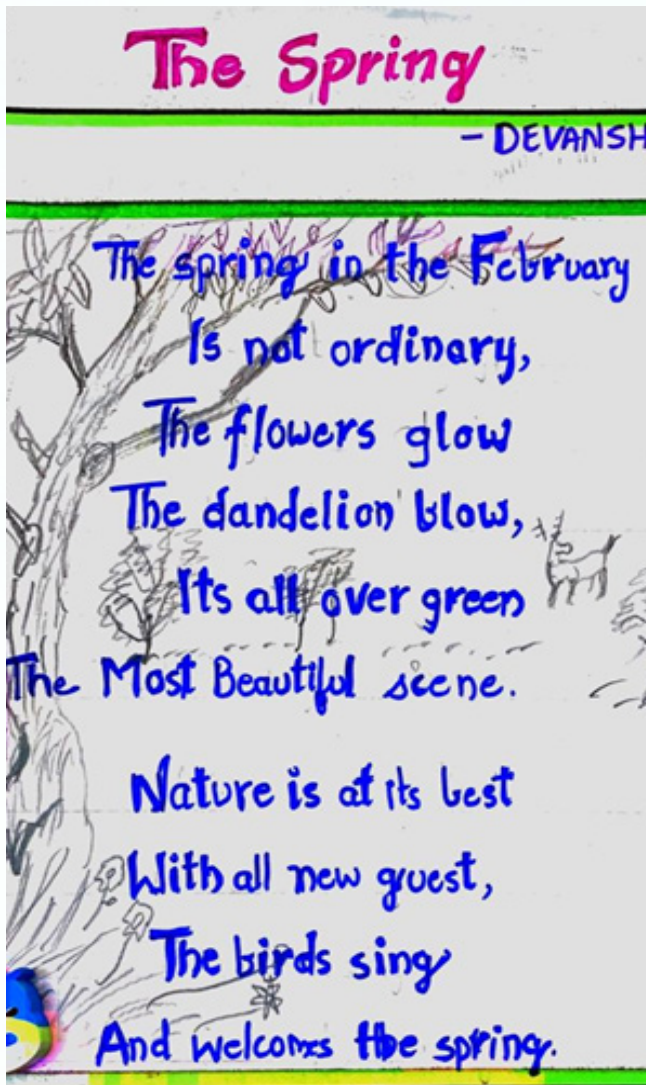 The Spring
- DEVANSH
The spring in the February
Is not ordinary,
The flowers glow
The dandelion blow,
Its all over green
The Most Beautiful scene.
Nature is at its best
With all new guest,
The birds sing
And welcomes the spring.